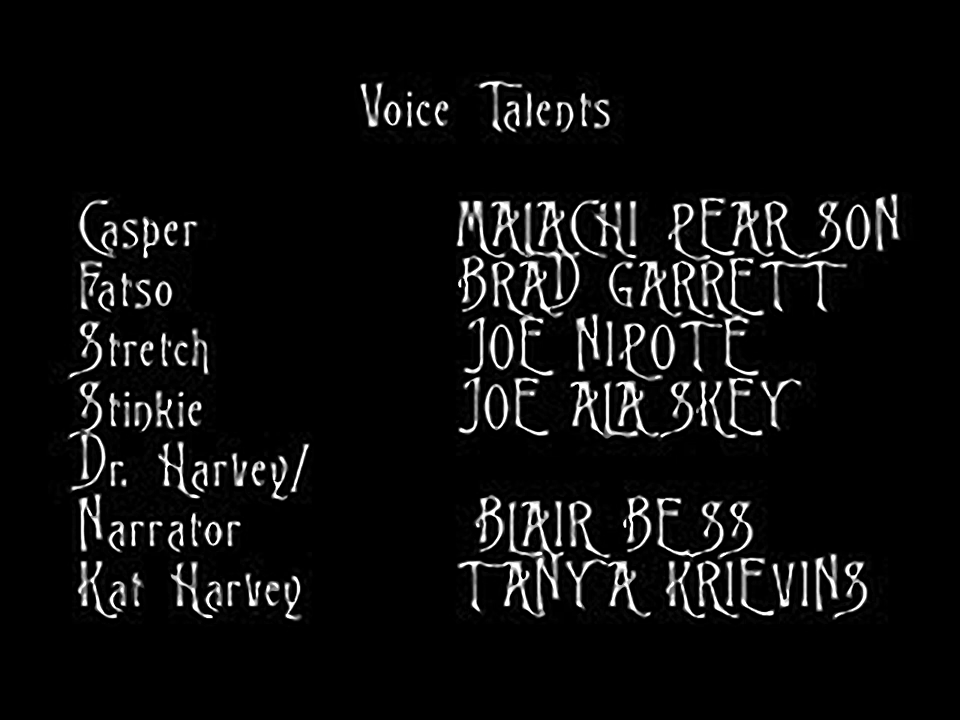 Voice Talents
Casper MALACHI PEARSON
Fatso BRAD GARRETT
Stretch JOE NIPOTE
Stinkie JOE ALASKEY
Dr. Harvey/
Narrator BLAIR BESS
Kat Harvey TANYA KRIEVINS